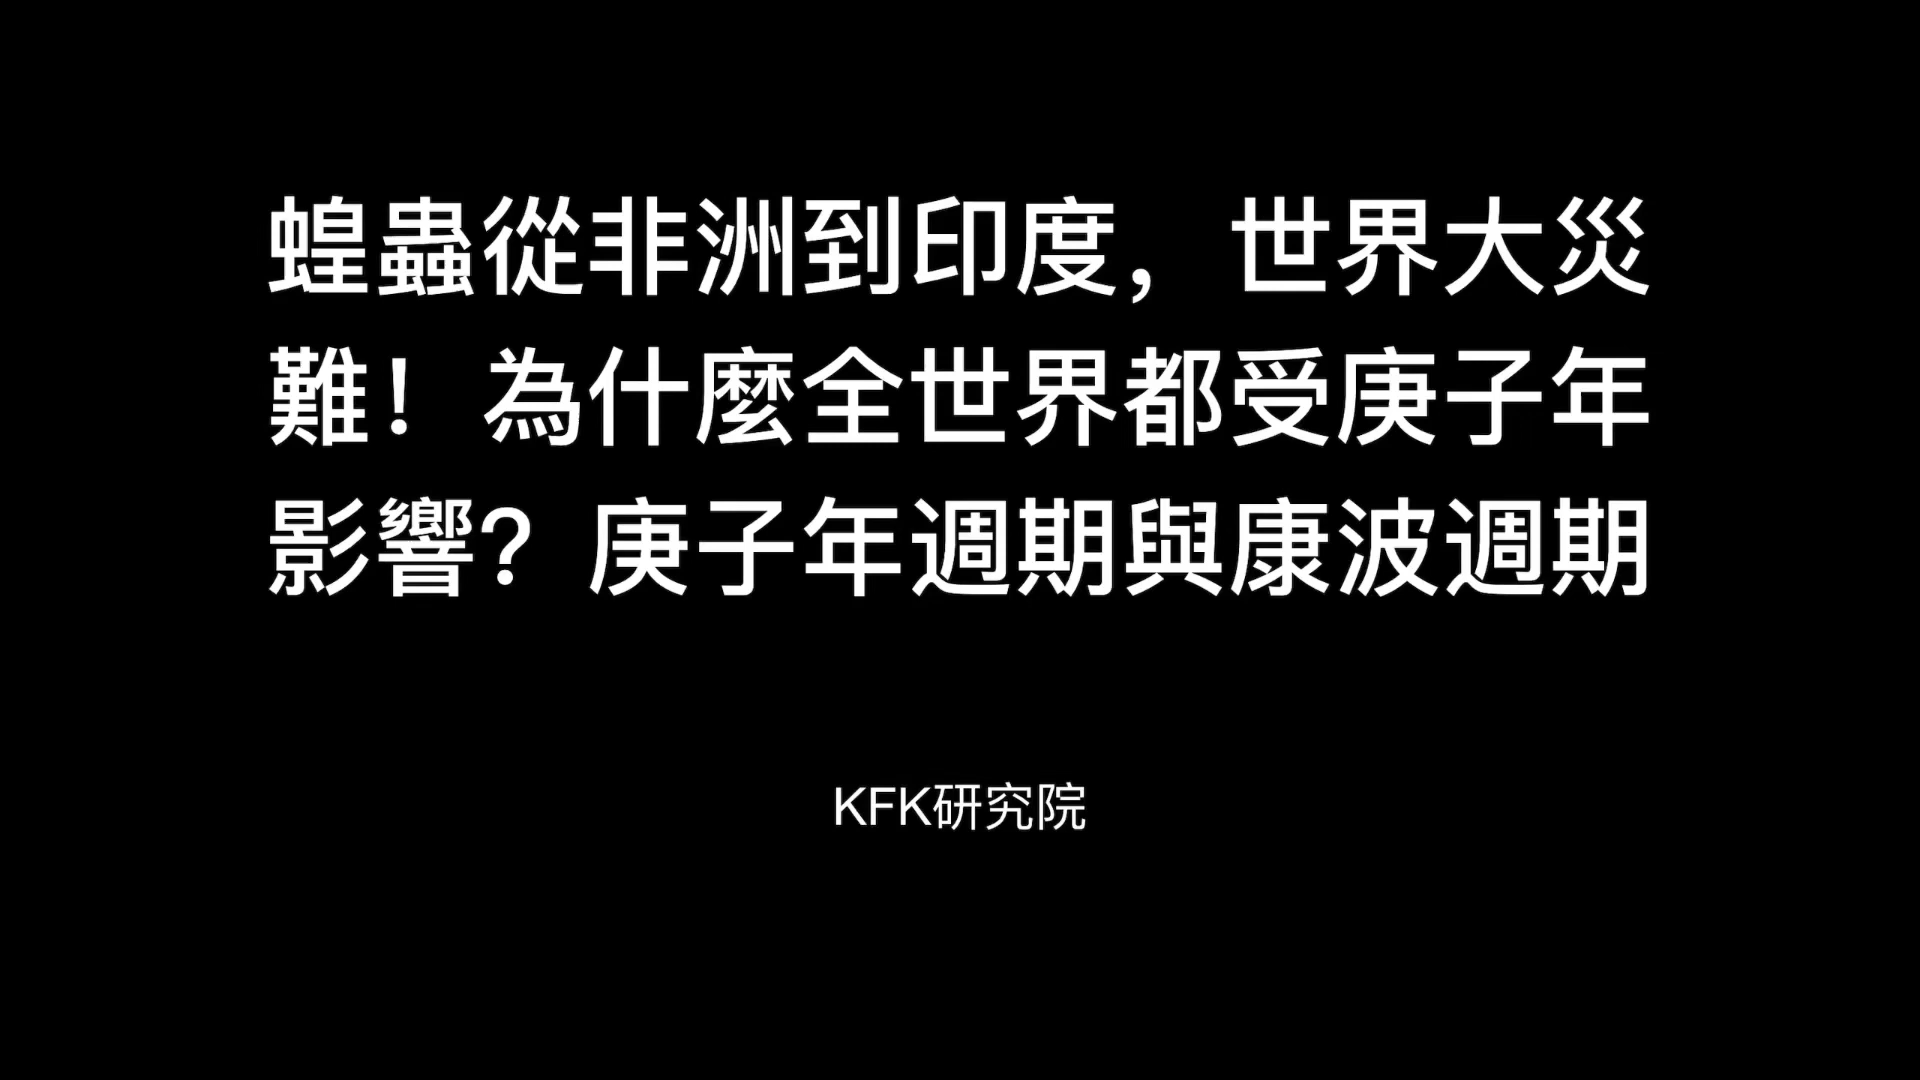 蝗蟲從非洲到印度，世界大災
難！為什麼全世界都受庚子年
影響？庚子年週期與康波週期
KFK研究院